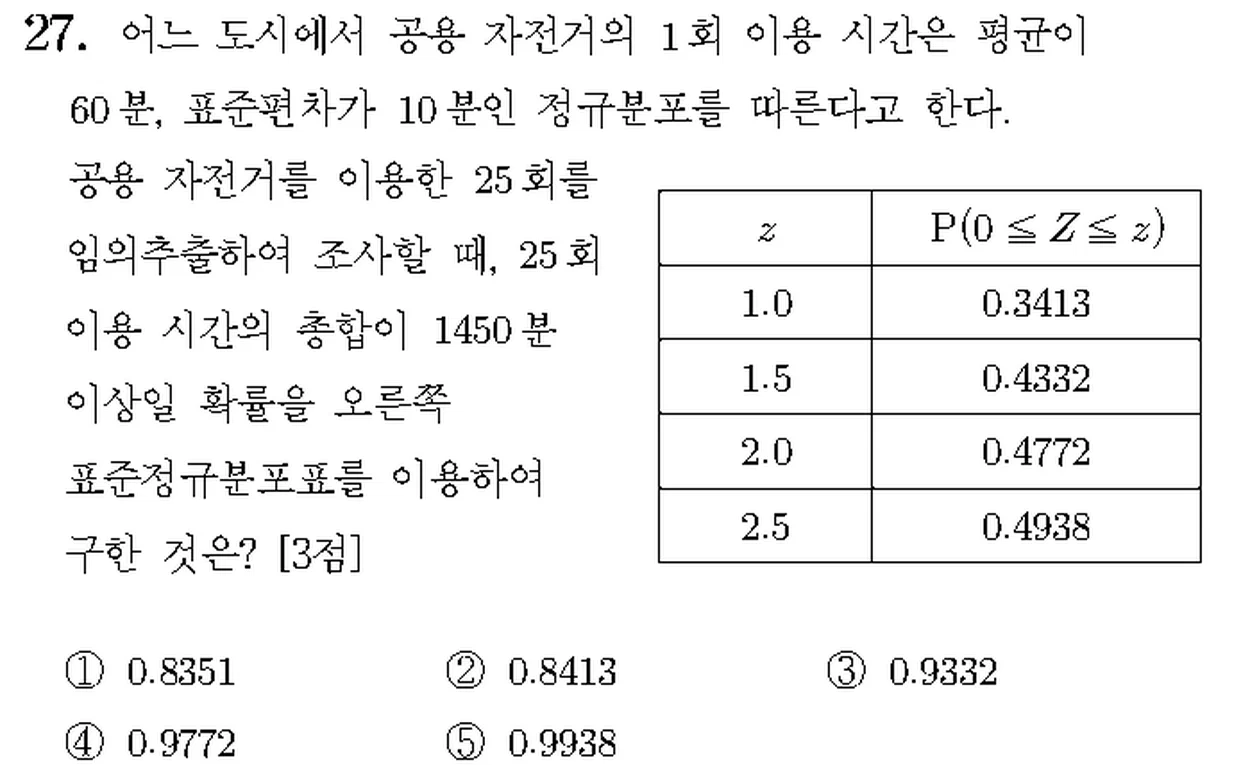 27. 어느 도시에서 공용 자전거의 1회 이용 시간은 평균이
60분, 표준편차가 10분인 정규분포를 따른다고 한다.
공용 자전거를 이용한 25회를
임의추출하여 조사할 때, 25회
이용 시간의 총합이 1450분
이상일 확률을 오른쪽
표준정규분포표를 이용하여
구한 것은? [3점]
z P(0 ≦ Z ≦ z)
1.0 0.3413
1.5 0.4332
2.0 0.4772
2.5 0.4938
① 0.8351 ② 0.8413 ③ 0.9332
④ 0.9772 ⑤ 0.9938